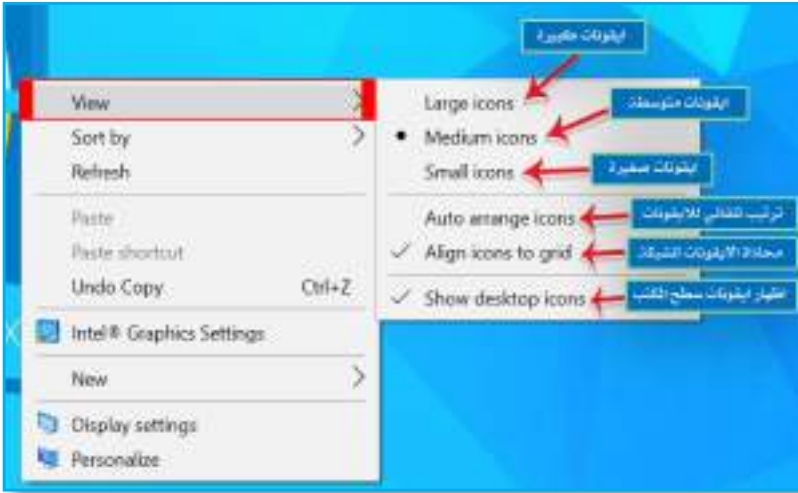 ايقونات كبيرة
View
Large icons
ايقونات متوسطة
Sort by
Medium icons
Refresh
Small icons
ايقونات صغيرة
Paste
Auto arrange icons
ترتيب تلقائي للايقونات
Paste shortcut
Align icons to grid
محاذاة الايقونات للشبكة
Undo Copy Ctrl+Z
Show desktop icons
اظهار ايقونات سطح المكتب
Intel® Graphics Settings
New
Display settings
Personalize